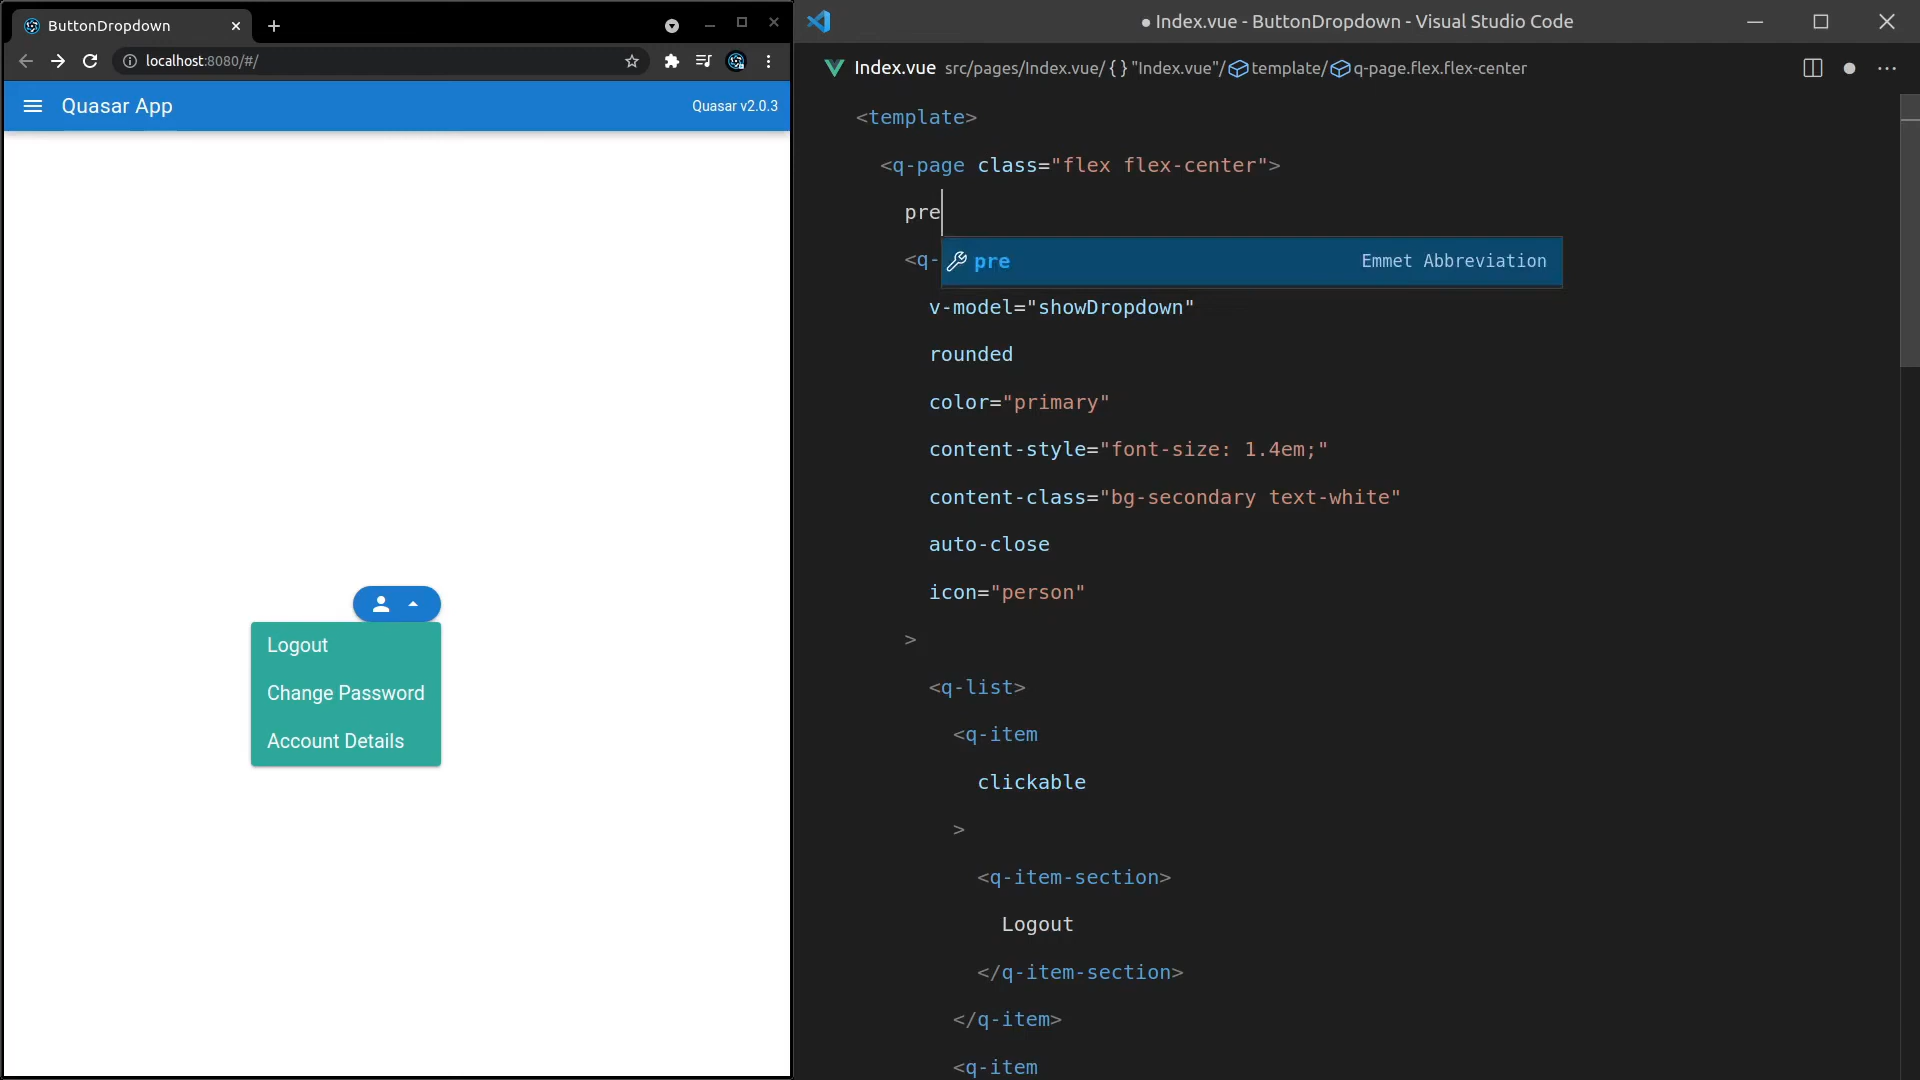 ButtonDropdown
localhost:8080/#/
Quasar App
Quasar v2.0.3
Logout
Change Password
Account Details
● Index.vue - ButtonDropdown - Visual Studio Code
Index.vue src/pages/Index.vue/{}"Index.vue"/template/q-page.flex.flex-center
<template>
<q-page class="flex flex-center">
pre
pre Emmet Abbreviation
<q-
v-model="showDropdown"
rounded
color="primary"
content-style="font-size: 1.4em;"
content-class="bg-secondary text-white"
auto-close
icon="person"
>
<q-list>
<q-item
clickable
>
<q-item-section>
Logout
</q-item-section>
</q-item>
<q-item